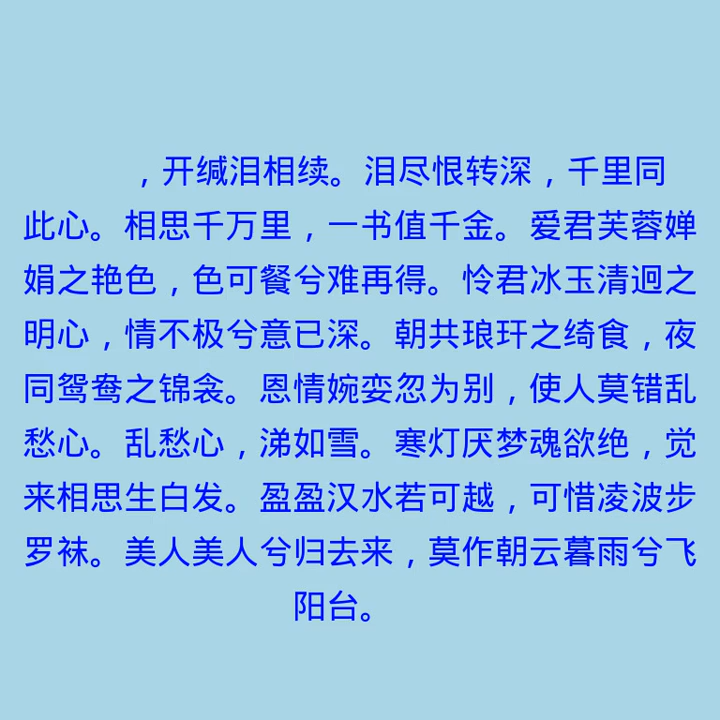 ，开缄泪相续。泪尽恨转深，千里同
此心。相思千万里，一书值千金。爱君芙蓉婵
娟之艳色，色可餐兮难再得。怜君冰玉清迥之
明心，情不极兮意已深。朝共琅玕之绮食，夜
同鸳鸯之锦衾。恩情婉娈忽为别，使人莫错乱
愁心。乱愁心，涕如雪。寒灯厌梦魂欲绝，觉
来相思生白发。盈盈汉水若可越，可惜凌波步
罗袜。美人美人兮归去来，莫作朝云暮雨兮飞
阳台。